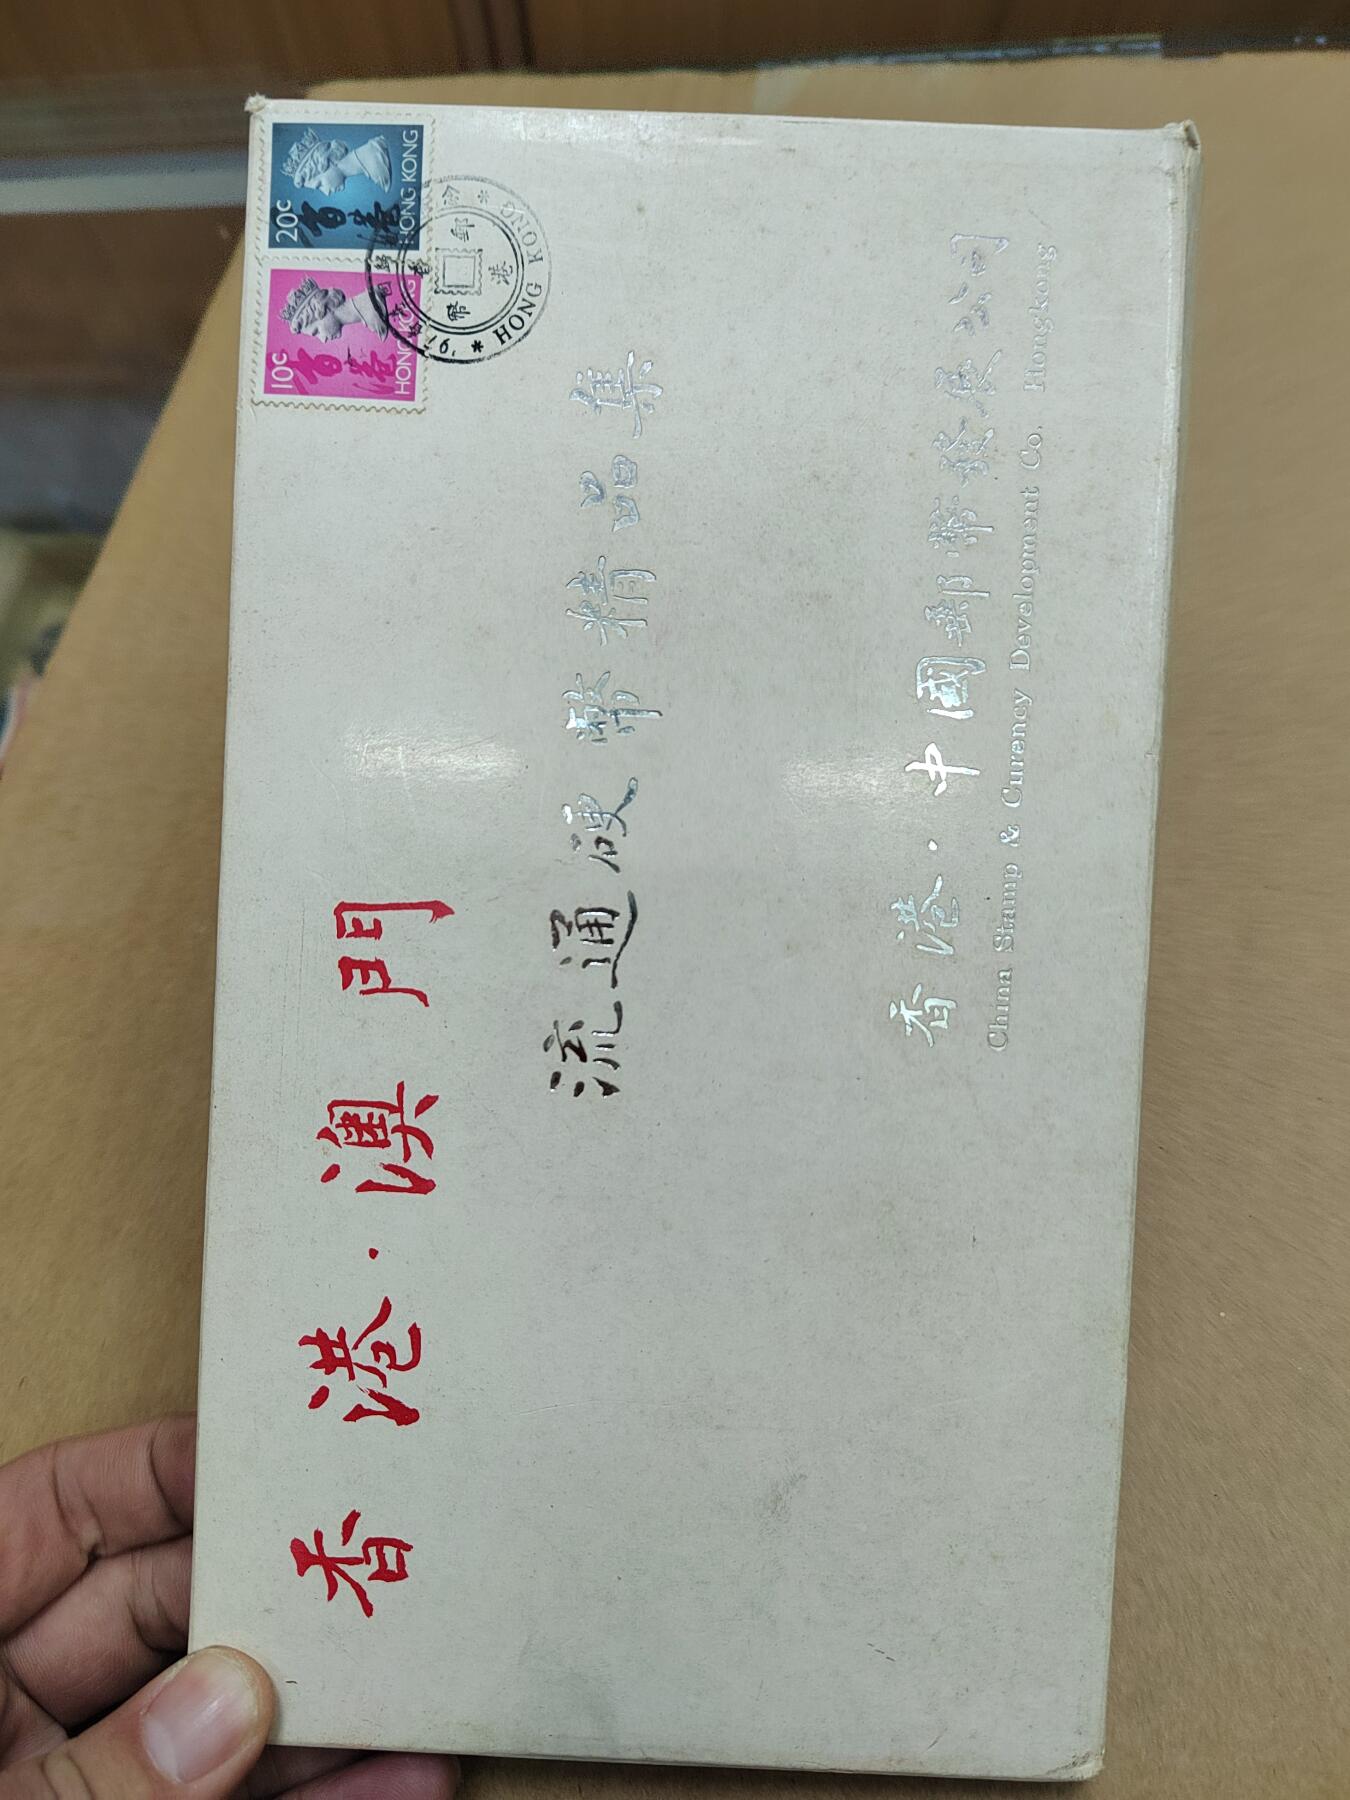 香港·澳門
流通硬幣精品集
香港·中國郵幣發展公司
China Stamp & Curency Development Co. Hongkong
10c
HONG KONG
香港
20c
HONG KONG
香港
HONG KONG